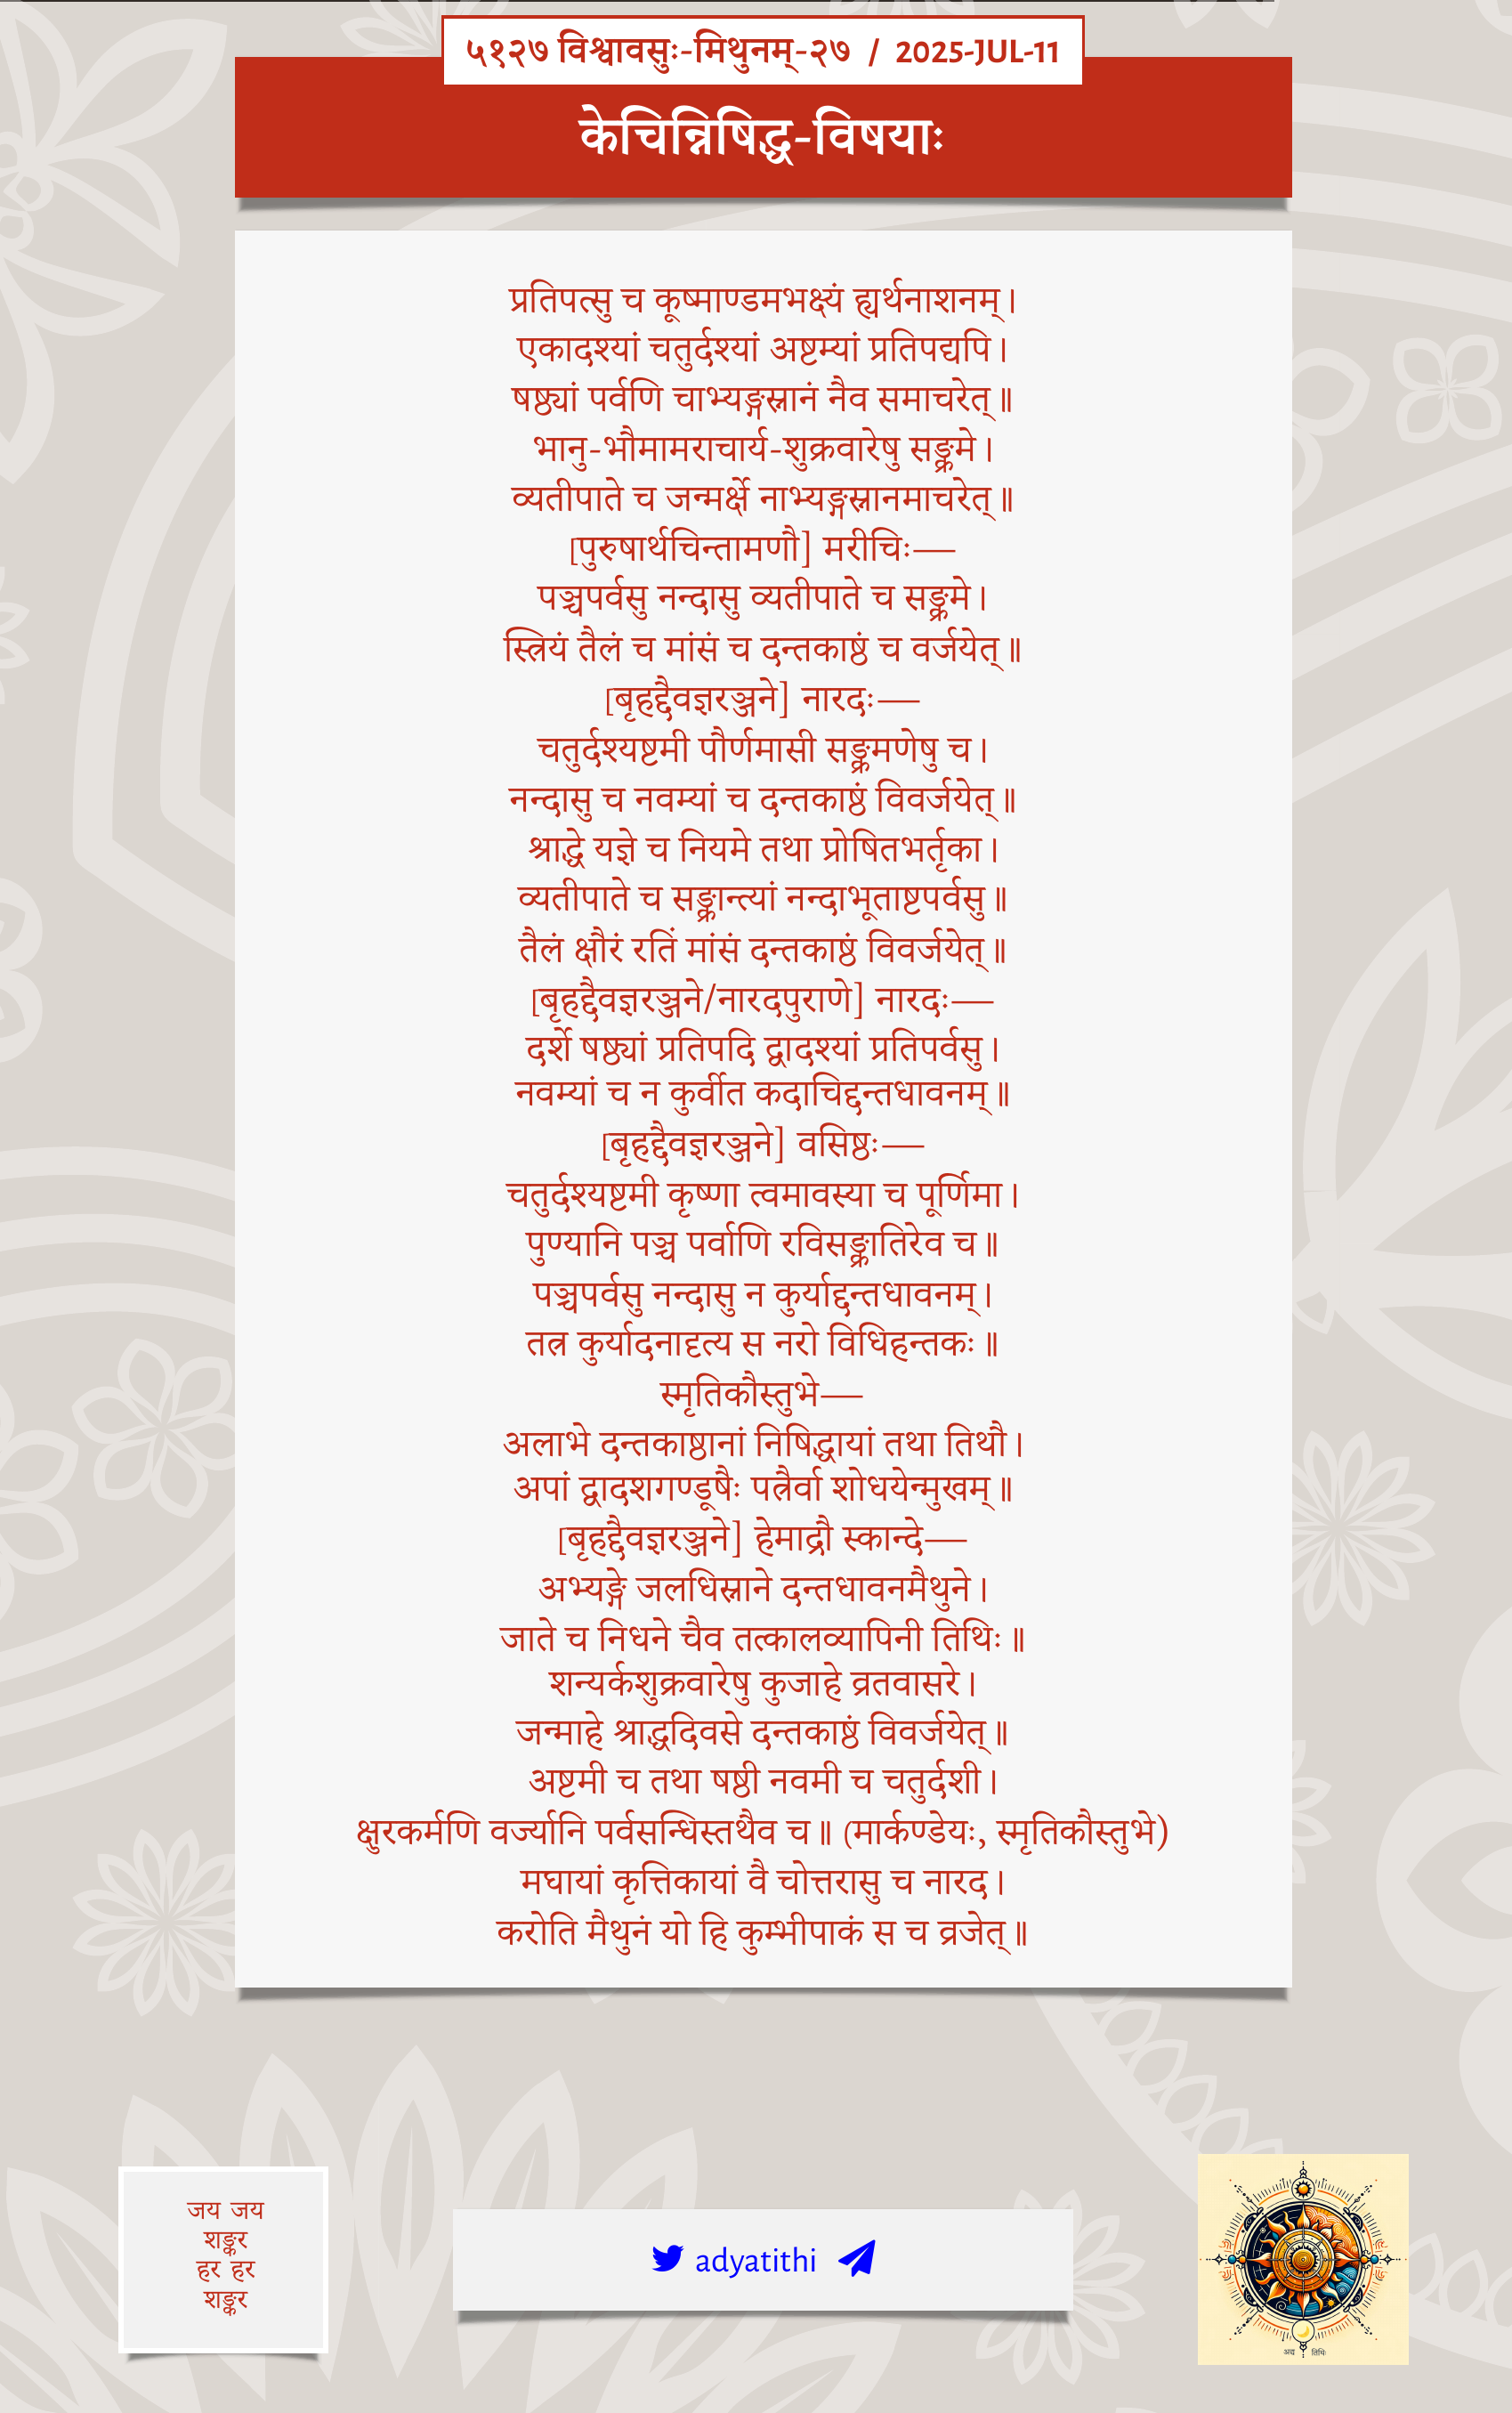 ५१२७ विश्वावसुः-मिथुनम्-२७ / 2025-JUL-11
केचिन्निषिद्ध-विषयाः
प्रतिपत्सु च कूष्माण्डमभक्ष्यं ह्यर्थनाशनम्।
एकादश्यां चतुर्दश्यां अष्टम्यां प्रतिपद्यपि।
षष्ठ्यां पर्वणि चाभ्यङ्गस्नानं नैव समाचरेत्॥
भानु-भौमामराचार्य-शुक्रवारेषु सङ्क्रमे।
व्यतीपाते च जन्मर्क्षे नाभ्यङ्गस्नानमाचरेत्॥
[पुरुषार्थचिन्तामणौ] मरीचिः—
पञ्चपर्वसु नन्दासु व्यतीपाते च सङ्क्रमे।
स्त्रियं तैलं च मांसं च दन्तकाष्ठं च वर्जयेत्॥
[बृहद्दैवज्ञरञ्जने] नारदः—
चतुर्दश्यष्टमी पौर्णमासी सङ्क्रमणेषु च।
नन्दासु च नवम्यां च दन्तकाष्ठं विवर्जयेत्॥
श्राद्धे यज्ञे च नियमे तथा प्रोषितभर्तृका।
व्यतीपाते च सङ्क्रान्त्यां नन्दाभूताष्टपर्वसु॥
तैलं क्षौरं रतिं मांसं दन्तकाष्ठं विवर्जयेत्॥
[बृहद्दैवज्ञरञ्जने/नारदपुराणे] नारदः—
दर्शे षष्ठ्यां प्रतिपदि द्वादश्यां प्रतिपर्वसु।
नवम्यां च न कुर्वीत कदाचिद्दन्तधावनम्॥
[बृहद्दैवज्ञरञ्जने] वसिष्ठः—
चतुर्दश्यष्टमी कृष्णा त्वमावस्या च पूर्णिमा।
पुण्यानि पञ्च पर्वाणि रविसङ्क्रातिरेव च॥
पञ्चपर्वसु नन्दासु न कुर्याद्दन्तधावनम्।
तत्र कुर्यादनादृत्य स नरो विधिहन्तकः॥
स्मृतिकौस्तुभे—
अलाभे दन्तकाष्ठानां निषिद्धायां तथा तिथौ।
अपां द्वादशगण्डूषैः पत्रैर्वा शोधयेन्मुखम्॥
[बृहद्दैवज्ञरञ्जने] हेमाद्रौ स्कान्दे—
अभ्यङ्गे जलधिस्नाने दन्तधावनमैथुने।
जाते च निधने चैव तत्कालव्यापिनी तिथिः॥
शन्यर्कशुक्रवारेषु कुजाहे व्रतवासरे।
जन्माहे श्राद्धदिवसे दन्तकाष्ठं विवर्जयेत्॥
अष्टमी च तथा षष्ठी नवमी च चतुर्दशी।
क्षुरकर्मणि वर्ज्यानि पर्वसन्धिस्तथैव च॥ (मार्कण्डेयः, स्मृतिकौस्तुभे)
मघायां कृत्तिकायां वै चोत्तरासु च नारद।
करोति मैथुनं यो हि कुम्भीपाकं स च व्रजेत्॥
जय जय
शङ्कर
हर हर
शङ्कर
adyatithi
अद्य तिथिः